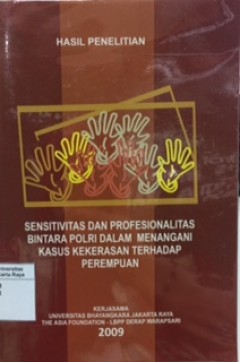 HASIL PENELITIAN
SENSITIVITAS DAN PROFESIONALITAS
BINTARA POLRI DALAM MENANGANI
KASUS KEKERASAN TERHADAP
PEREMPUAN
KERJASAMA
UNIVERSITAS BHAYANGKARA JAKARTA RAYA
THE ASIA FOUNDATION - LBPP DERAP WARAPSARI
2009